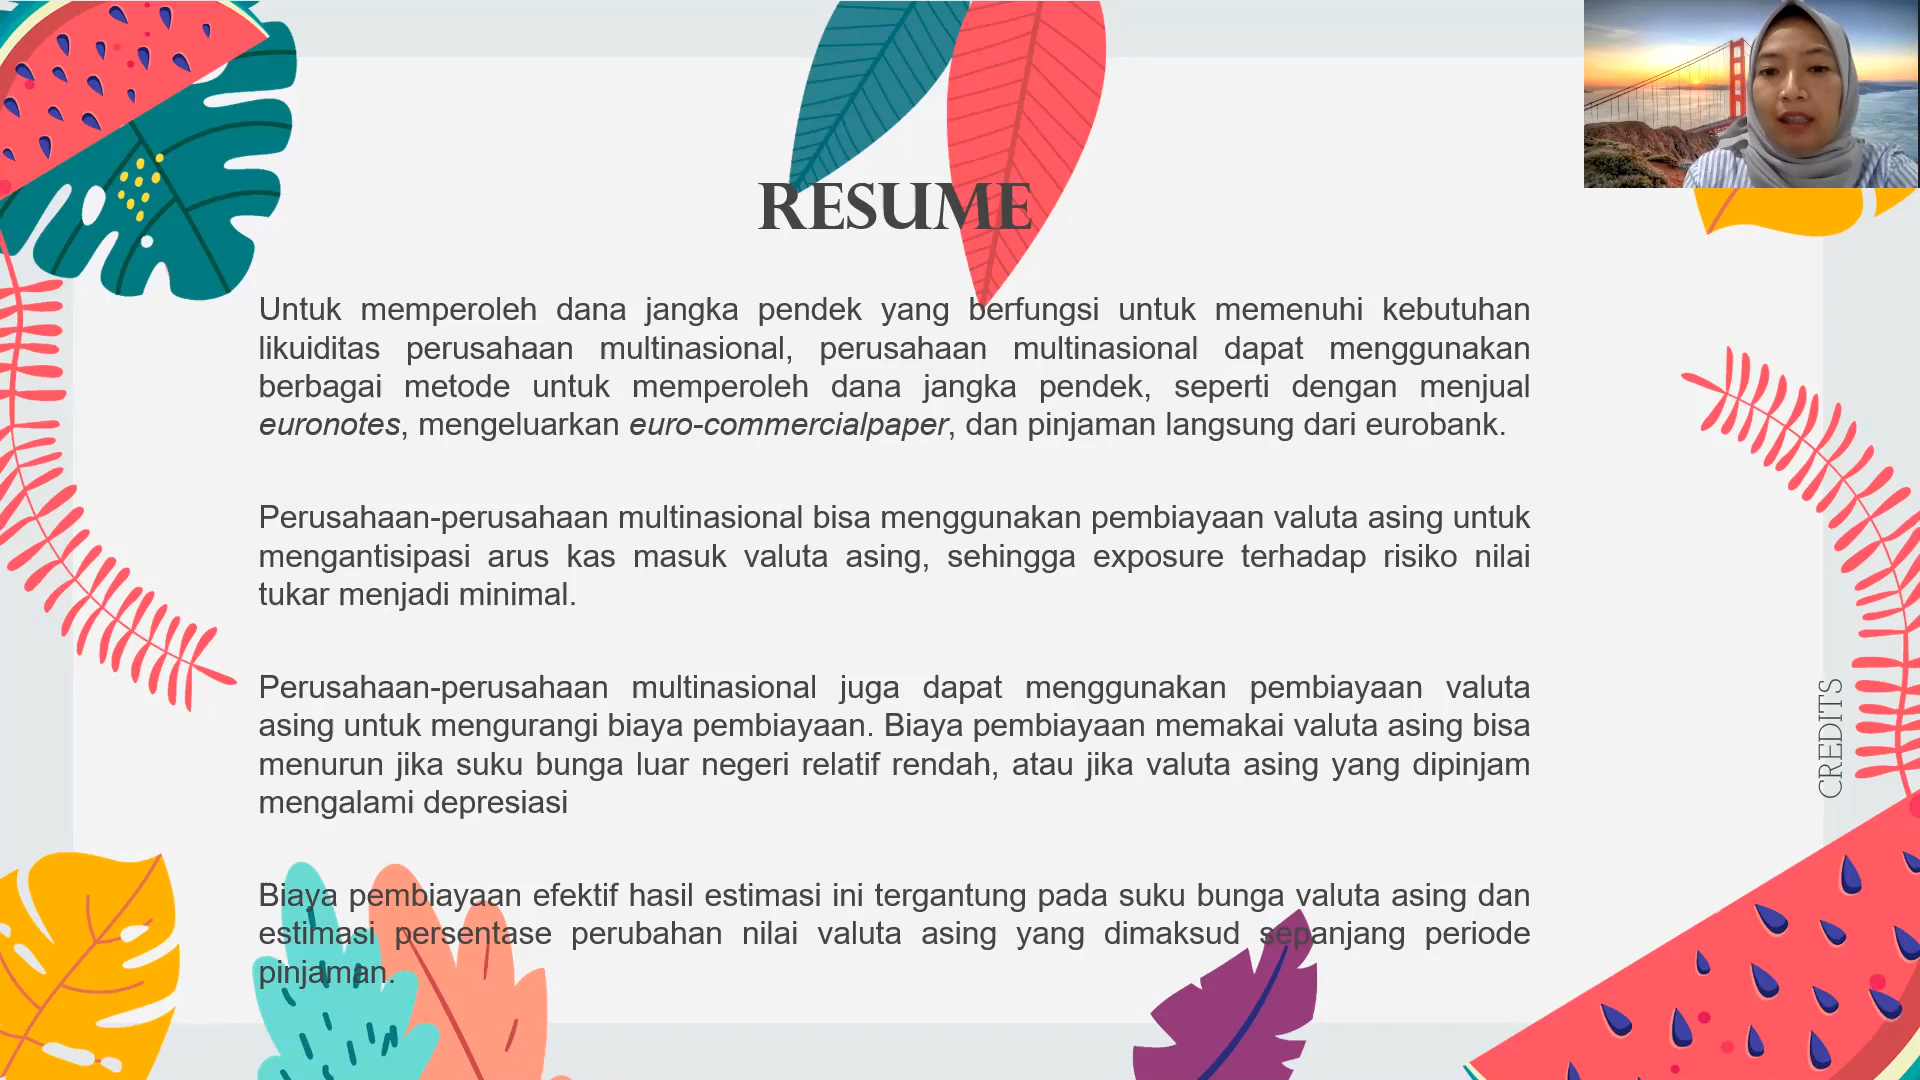 RESUME
Untuk memperoleh dana jangka pendek yang berfungsi untuk memenuhi kebutuhan
likuiditas perusahaan multinasional, perusahaan multinasional dapat menggunakan
berbagai metode untuk memperoleh dana jangka pendek, seperti dengan menjual
euronotes, mengeluarkan euro-commercialpaper, dan pinjaman langsung dari eurobank.
Perusahaan-perusahaan multinasional bisa menggunakan pembiayaan valuta asing untuk
mengantisipasi arus kas masuk valuta asing, sehingga exposure terhadap risiko nilai
tukar menjadi minimal.
Perusahaan-perusahaan multinasional juga dapat menggunakan pembiayaan valuta
asing untuk mengurangi biaya pembiayaan. Biaya pembiayaan memakai valuta asing bisa
menurun jika suku bunga luar negeri relatif rendah, atau jika valuta asing yang dipinjam
mengalami depresiasi
Biaya pembiayaan efektif hasil estimasi ini tergantung pada suku bunga valuta asing dan
estimasi persentase perubahan nilai valuta asing yang dimaksud sepanjang periode
pinjaman.
CREDITS